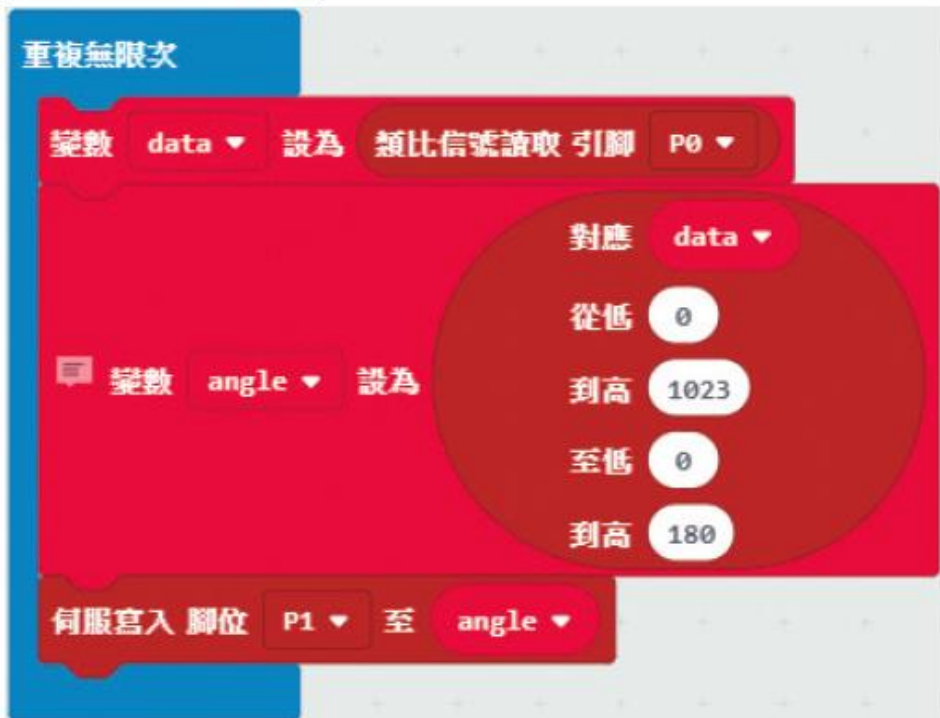 重複無限次
變數 data 設為 類比信號讀取 引腳 P0
對應 data
從低 0
到高 1023
變數 angle 設為
至低 0
到高 180
伺服寫入 腳位 P1 至 angle